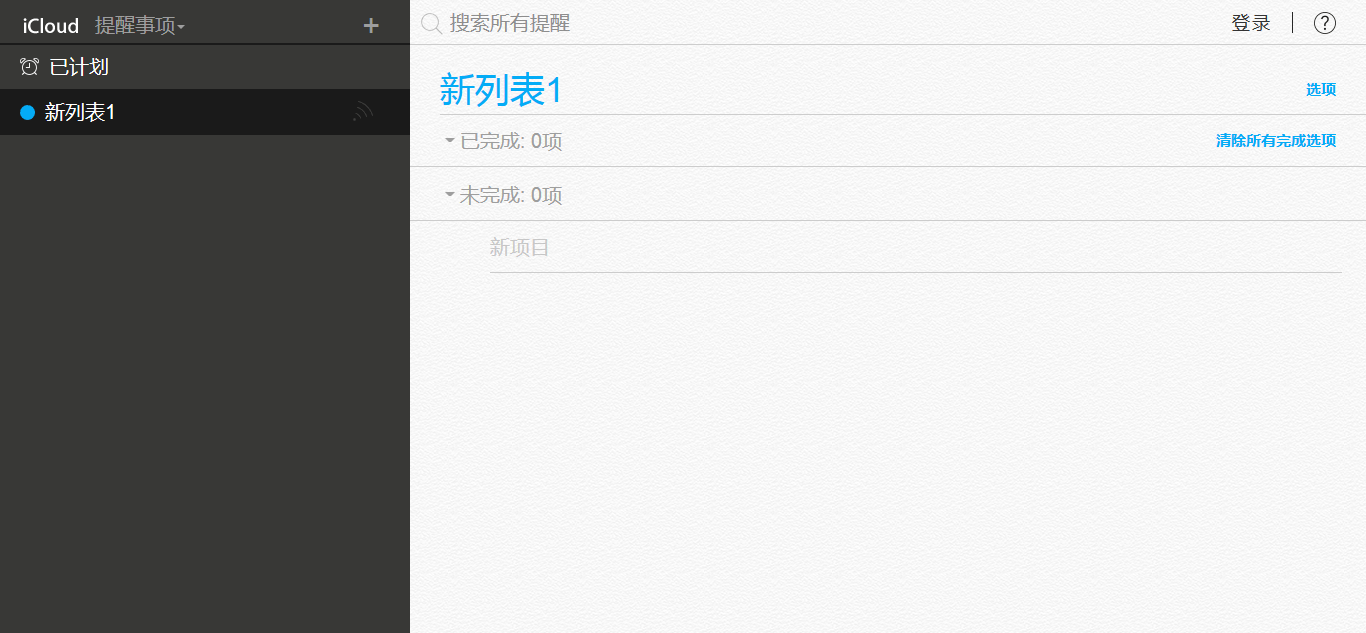 iCloud 提醒事项
+
已计划
新列表1
搜索所有提醒
登录
?
新列表1
选项
已完成: 0项
清除所有完成选项
未完成: 0项
新项目